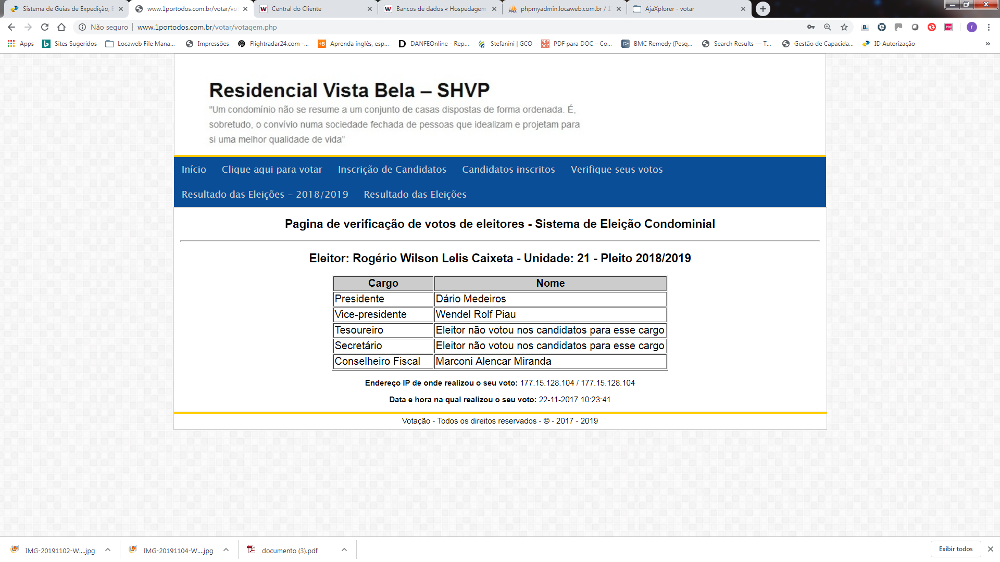 Sistema de Guias de Expedição, E
www.1portodos.com.br/votar/vo
Central do Cliente
Bancos de dados « Hospedagem
phpmyadmin.locaweb.com.br / 1
AjaXplorer - votar
Não seguro
www.1portodos.com.br/votar/votagem.php
Apps
Sites Sugeridos
Locaweb File Mana...
Impressões
Flightradar24.com -...
Aprenda inglês, esp...
DANFEOnline - Rep...
Stefanini | GCO
PDF para DOC – Co...
BMC Remedy (Pesq...
Search Results — T...
Gestão de Capacida...
ID Autorização
»
Residencial Vista Bela – SHVP
"Um condomínio não se resume a um conjunto de casas dispostas de forma ordenada. É,
sobretudo, o convívio numa sociedade fechada de pessoas que idealizam e projetam para
si uma melhor qualidade de vida"
Início Clique aqui para votar Inscrição de Candidatos Candidatos inscritos Verifique seus votos
Resultado das Eleições - 2018/2019 Resultado das Eleições
Pagina de verificação de votos de eleitores - Sistema de Eleição Condominial
Eleitor: Rogério Wilson Lelis Caixeta - Unidade: 21 - Pleito 2018/2019
Cargo Nome
Presidente Dário Medeiros
Vice-presidente Wendel Rolf Piau
Tesoureiro Eleitor não votou nos candidatos para esse cargo
Secretário Eleitor não votou nos candidatos para esse cargo
Conselheiro Fiscal Marconi Alencar Miranda
Endereço IP de onde realizou o seu voto: 177.15.128.104 / 177.15.128.104
Data e hora na qual realizou o seu voto: 22-11-2017 10:23:41
Votação - Todos os direitos reservados - © - 2017 - 2019
IMG-20191102-W....jpg
IMG-20191104-W....jpg
documento (3).pdf
Exibir todos